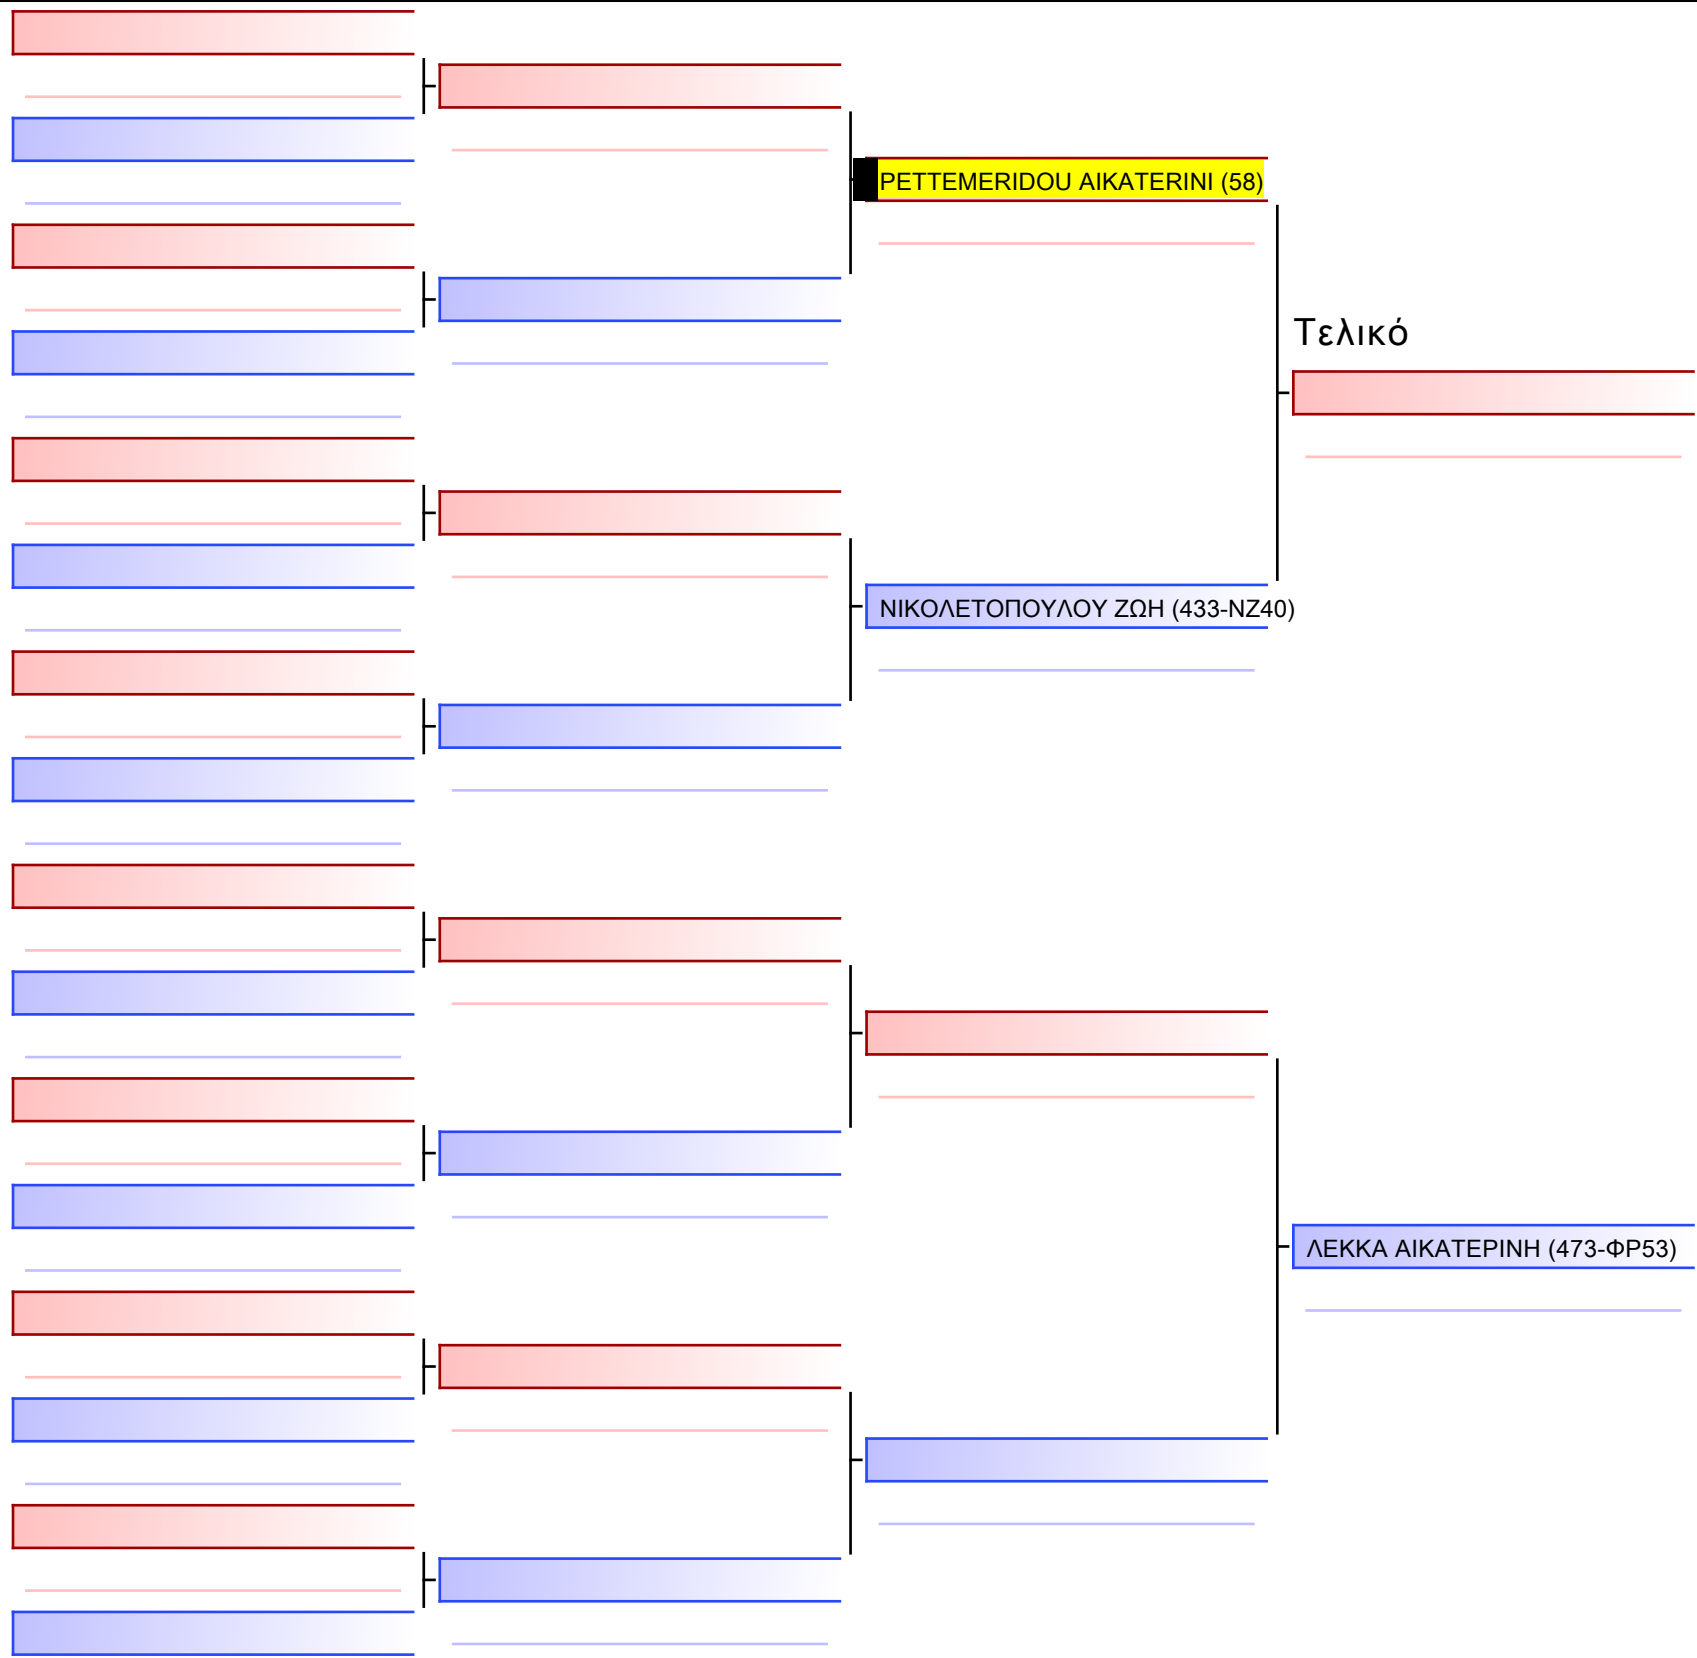 PETTEMERIDOU AIKATERINI (58)
Τελικό
ΝΙΚΟΛΕΤΟΠΟΥΛΟΥ ΖΩΗ (433-ΝΖ40)
ΛΕΚΚΑ ΑΙΚΑΤΕΡΙΝΗ (473-ΦΡ53)